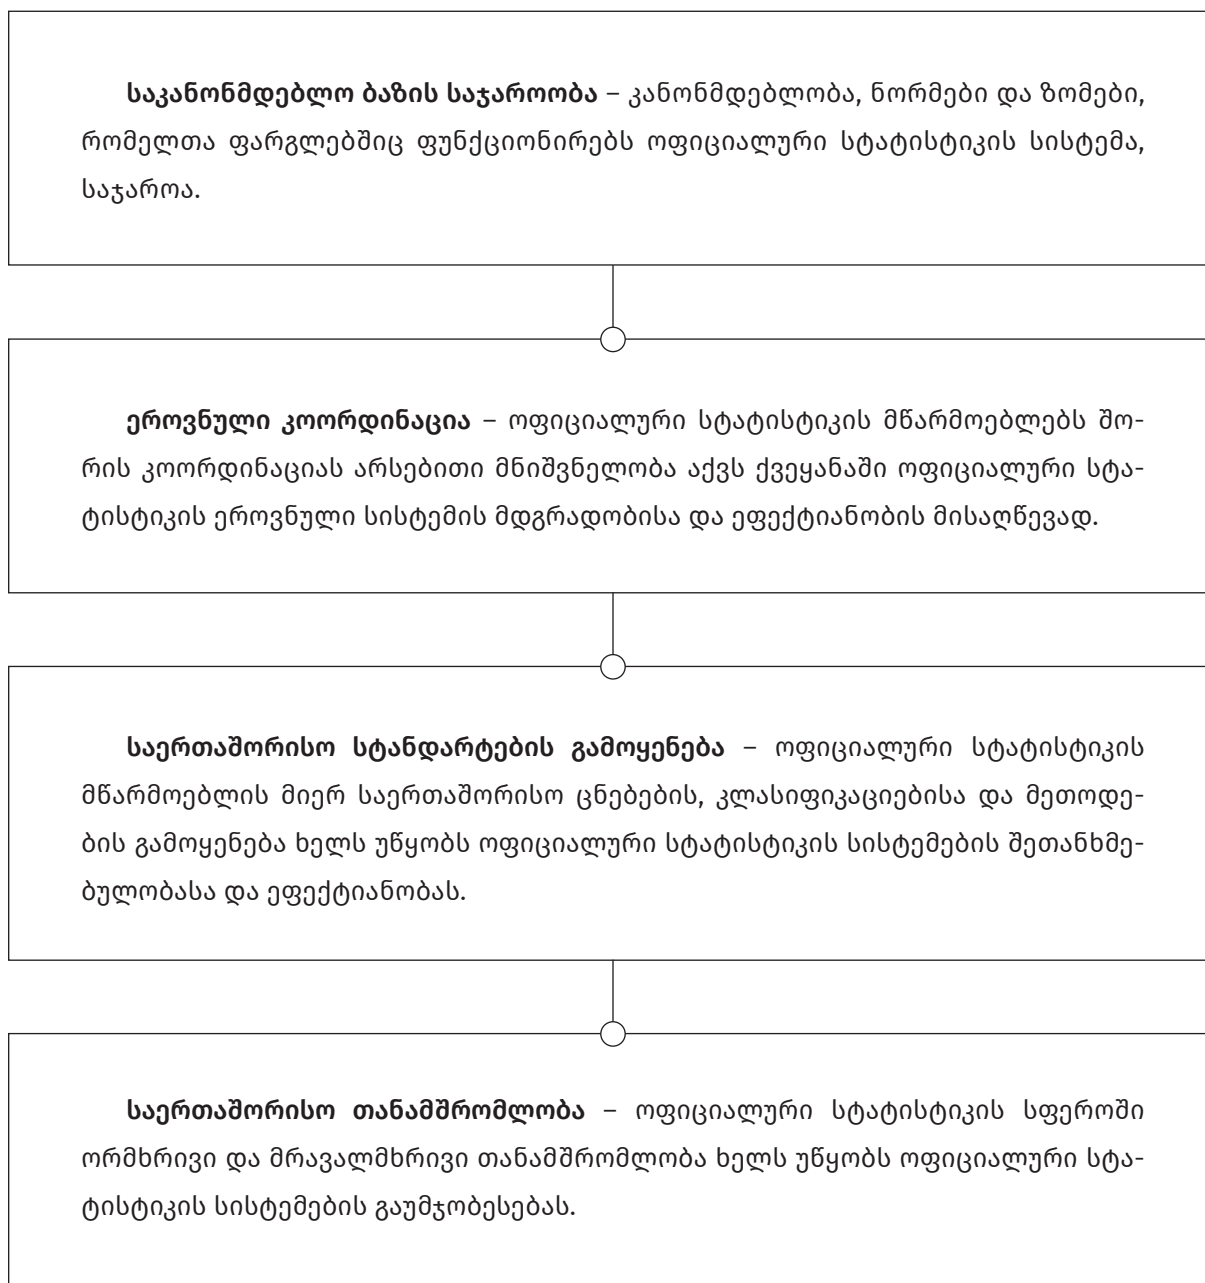 საკანონმდებლო ბაზის საჯაროობა – კანონმდებლობა, ნორმები და ზომები,
რომელთა ფარგლებშიც ფუნქციონირებს ოფიციალური სტატისტიკის სისტემა,
საჯაროა.
ეროვნული კოორდინაცია – ოფიციალური სტატისტიკის მწარმოებლებს შო-
რის კოორდინაციას არსებითი მნიშვნელობა აქვს ქვეყანაში ოფიციალური სტა-
ტისტიკის ეროვნული სისტემის მდგრადობისა და ეფექტიანობის მისაღწევად.
საერთაშორისო სტანდარტების გამოყენება – ოფიციალური სტატისტიკის
მწარმოებლის მიერ საერთაშორისო ცნებების, კლასიფიკაციებისა და მეთოდე-
ბის გამოყენება ხელს უწყობს ოფიციალური სტატისტიკის სისტემების შეთანხმე-
ბულობასა და ეფექტიანობას.
საერთაშორისო თანამშრომლობა – ოფიციალური სტატისტიკის სფეროში
ორმხრივი და მრავალმხრივი თანამშრომლობა ხელს უწყობს ოფიციალური სტა-
ტისტიკის სისტემების გაუმჯობესებას.